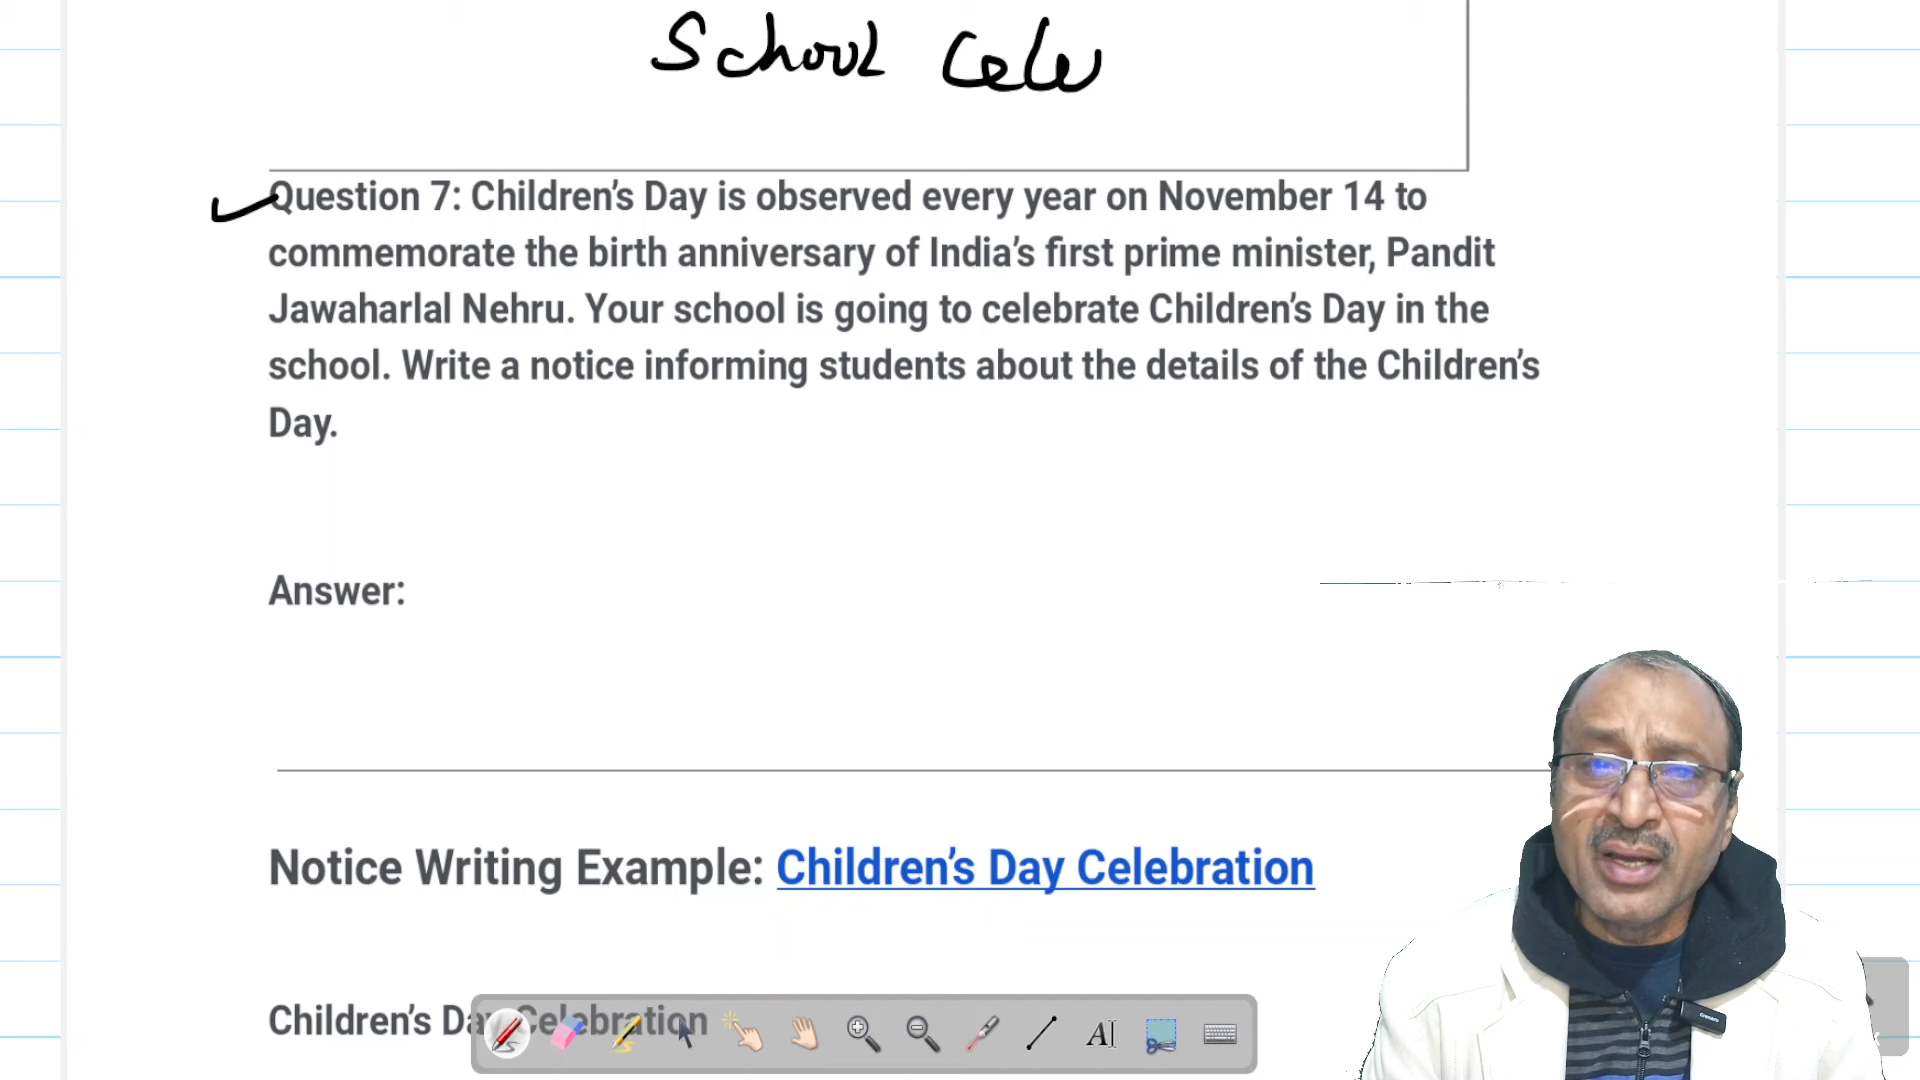 School Cele
Question 7: Children’s Day is observed every year on November 14 to
commemorate the birth anniversary of India’s first prime minister, Pandit
Jawaharlal Nehru. Your school is going to celebrate Children’s Day in the
school. Write a notice informing students about the details of the Children’s
Day.
Answer:
Notice Writing Example: Children’s Day Celebration
Children’s Day Celebration